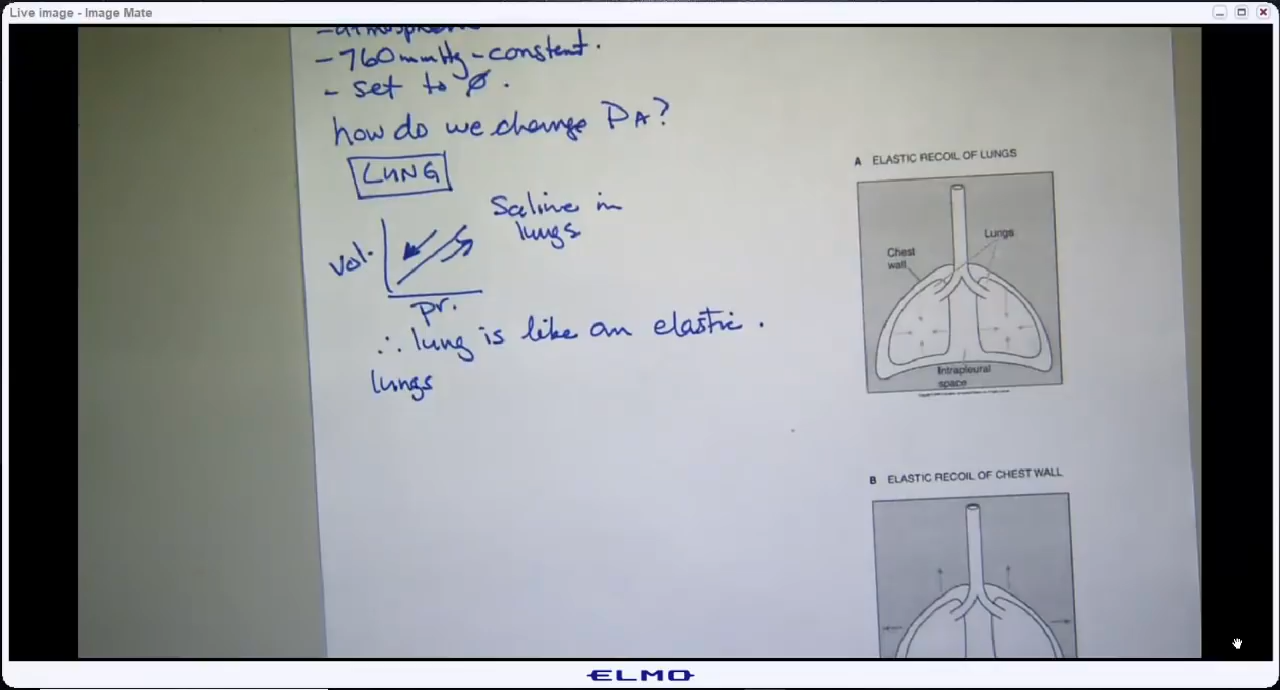 Live image - Image Mate
- 760mmHg - constant.
- set to Ø.
how do we change PA?
LUNG
Saline in
lungs
Vol.
Pr.
∴ lung is like an elastic.
lungs
A ELASTIC RECOIL OF LUNGS
Lungs
Chest
wall
Intrapleural
space
B ELASTIC RECOIL OF CHEST WALL
ELMO